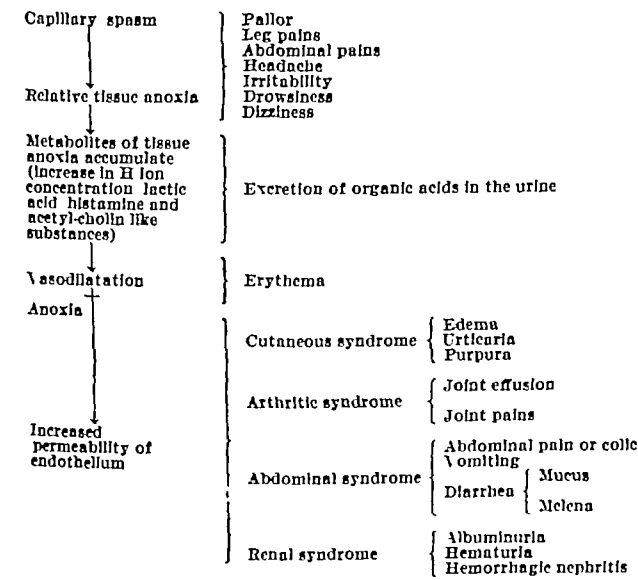 Capillary spasm
Pallor
Leg pains
Abdominal pains
Headache
Irritability
Drowsiness
Dizziness
Relative tissue anoxia
Metabolites of tissue
anoxia accumulate
(increase in H ion
concentration lactic
acid histamine and
acetyl-cholin like
substances)
Excretion of organic acids in the urine
Vasodilatation
Erythema
Anoxia
Increased
permeability of
endothelium
Cutaneous syndrome
Edema
Urticaria
Purpura
Arthritic syndrome
Joint effusion
Joint pains
Abdominal syndrome
Abdominal pain or colic
Vomiting
Diarrhea
Mucus
Melena
Renal syndrome
Albuminuria
Hematuria
Hemorrhagic nephritis